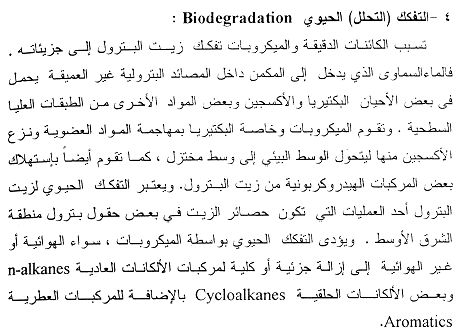 ٤ -التفكك (التحلل) الحيوي Biodegradation :
تسبب الكائنات الدقيقة والميكروبات تفكك زيت البترول إلى جزيئاته .
فالماءالسماوى الذي يدخل إلى المكمن داخل المصائد البترولية غير العميقة يحمل
في بعض الأحيان البكتيريا والأكسجين وبعض المواد الأخرى من الطبقات العليا
السطحية . وتقوم الميكروبات وخاصة البكتيريا بمهاجمة المواد العضوية ونزع
الأكسجين منها ليتحول الوسط البيئي إلى وسط مختزل ، كما تقوم أيضاً بإستهلاك
بعض المركبات الهيدروكربونية من زيت البترول. ويعتبر التفكك الحيوي لزيت
البترول أحد العمليات التي تكون حصائر الزيت في بعض حقول بترول منطقة
الشرق الأوسط . ويؤدى التفكك الحيوي بواسطة الميكروبات ، سواء الهوائية أو
غير الهوائية إلى إزالة جزئية أو كلية لمركبات الألكانات العادية n-alkanes
وبعض الألكانات الحلقية Cycloalkanes بالإضافة للمركبات العطرية
Aromatics.